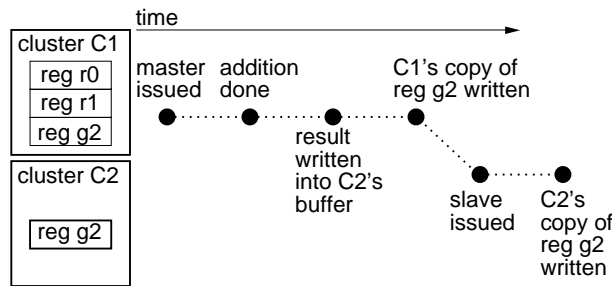 time
cluster C1
reg r0
reg r1
reg g2
cluster C2
reg g2
master
issued
addition
done
result
written
into C2's
buffer
C1's copy of
reg g2 written
slave
issued
C2's
copy of
reg g2
written